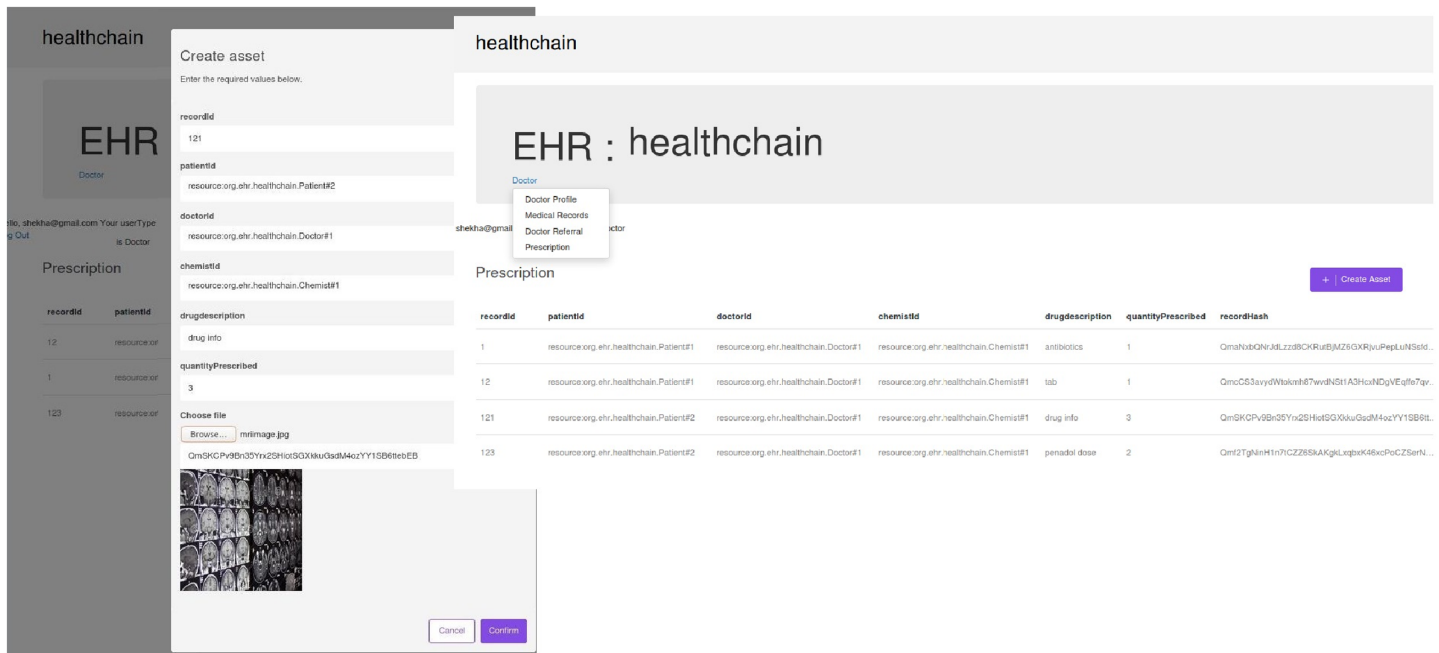 healthchain
EHR
Doctor
ello, shekha@gmail.com Your userType
g Out
is Doctor
Prescription
recordId patientId
12 resource:or
1 resource:or
123 resource:or
Create asset
Enter the required values below.
recordId
121
patientId
resource:org.ehr.healthchain.Patient#2
doctorId
resource:org.ehr.healthchain.Doctor#1
chemistId
resource:org.ehr.healthchain.Chemist#1
drugdescription
drug info
quantityPrescribed
3
Choose file
Browse... mriimage.jpg
Cancel Confirm
healthchain
EHR : healthchain
Doctor
Doctor Profile
Medical Records
Doctor Referral
Prescription
shekha@gmail ctor
Prescription
+ | Create Asset
recordId patientId doctorId chemistId drugdescription quantityPrescribed recordHash
1 resource:org.ehr.healthchain.Patient#1 resource:org.ehr.healthchain.Doctor#1 resource:org.ehr.healthchain.Chemist#1 antibiotics 1
12 resource:org.ehr.healthchain.Patient#1 resource:org.ehr.healthchain.Doctor#1 resource:org.ehr.healthchain.Chemist#1 tab 1
121 resource:org.ehr.healthchain.Patient#2 resource:org.ehr.healthchain.Doctor#1 resource:org.ehr.healthchain.Chemist#1 drug info 3
123 resource:org.ehr.healthchain.Patient#2 resource:org.ehr.healthchain.Doctor#1 resource:org.ehr.healthchain.Chemist#1 penadol dose 2